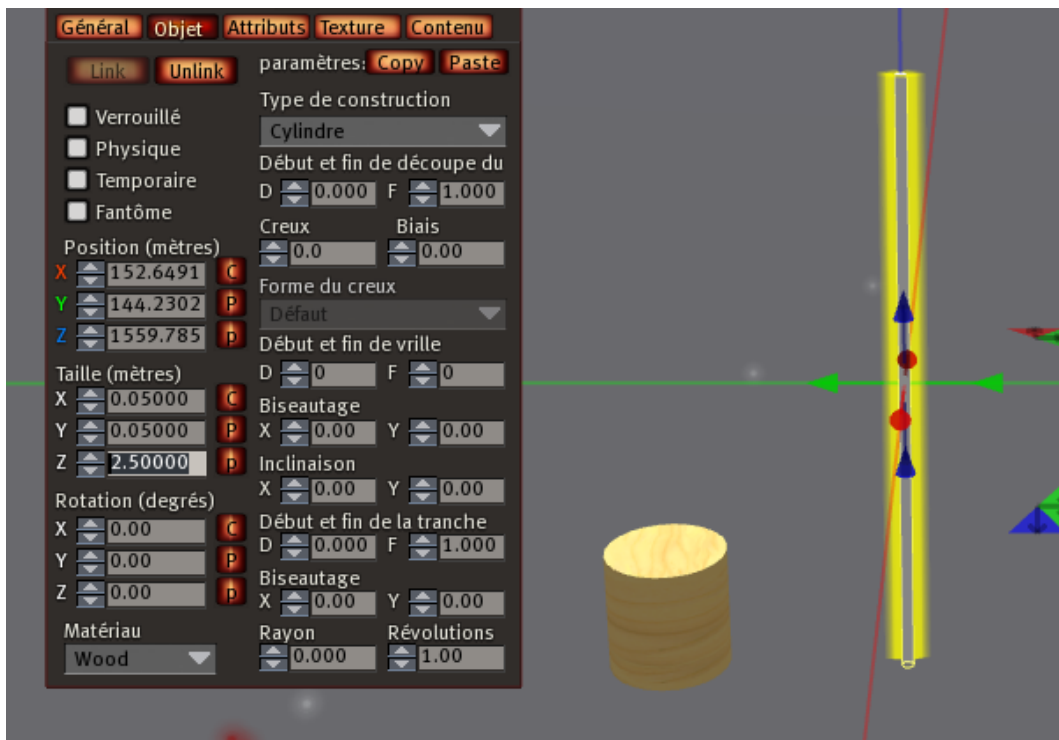 Général Objet Attributs Texture Contenu
Link Unlink paramètres: Copy Paste
Type de construction
Cylindre
Verrouillé
Physique
Temporaire
Fantôme
Début et fin de découpe du
D 0.000 F 1.000
Creux Biais
0.0 0.00
Position (mètres)
X 152.6491 C
Y 144.2302 P
Z 1559.785 p
Forme du creux
Défaut
Début et fin de vrille
D 0 F 0
Taille (mètres)
X 0.05000 C
Y 0.05000 P
Z 2.50000 p
Biseautage
X 0.00 Y 0.00
Inclinaison
X 0.00 Y 0.00
Rotation (degrés)
X 0.00 C
Y 0.00 P
Z 0.00 p
Début et fin de la tranche
D 0.000 F 1.000
Biseautage
X 0.00 Y 0.00
Matériau
Wood
Rayon Révolutions
0.000 1.00